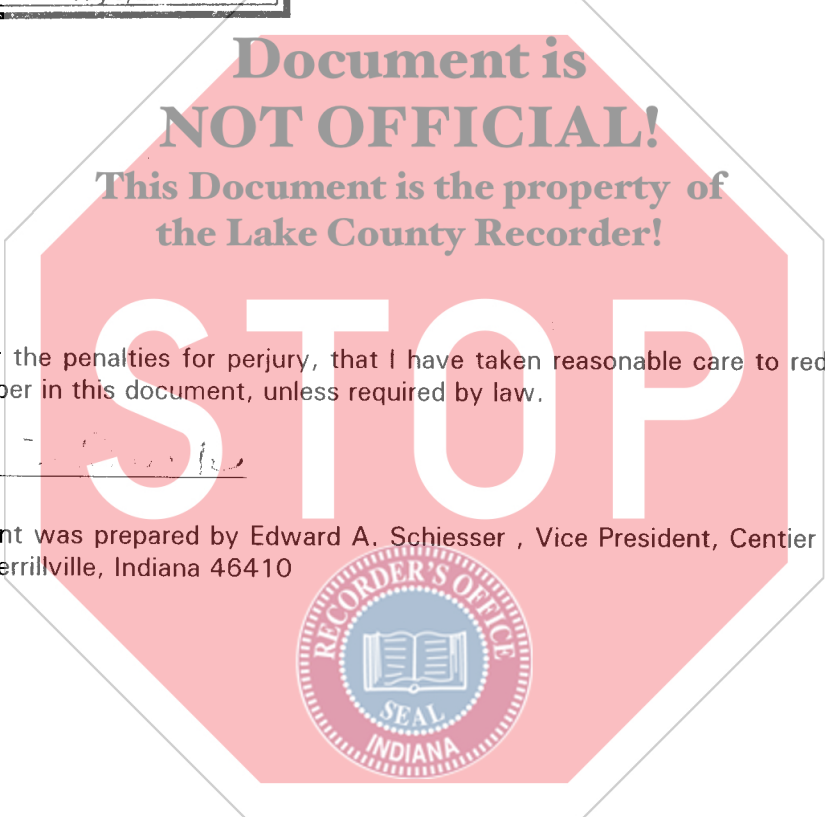 Document is
NOT OFFICIAL!
This Document is the property of
the Lake County Recorder!
STOP
the penalties for perjury, that I have taken reasonable care to red
ber in this document, unless required by law.
nt was prepared by Edward A. Schiesser , Vice President, Centier
errillville, Indiana 46410
RECORDER'S OFFICE
SEAL
INDIANA